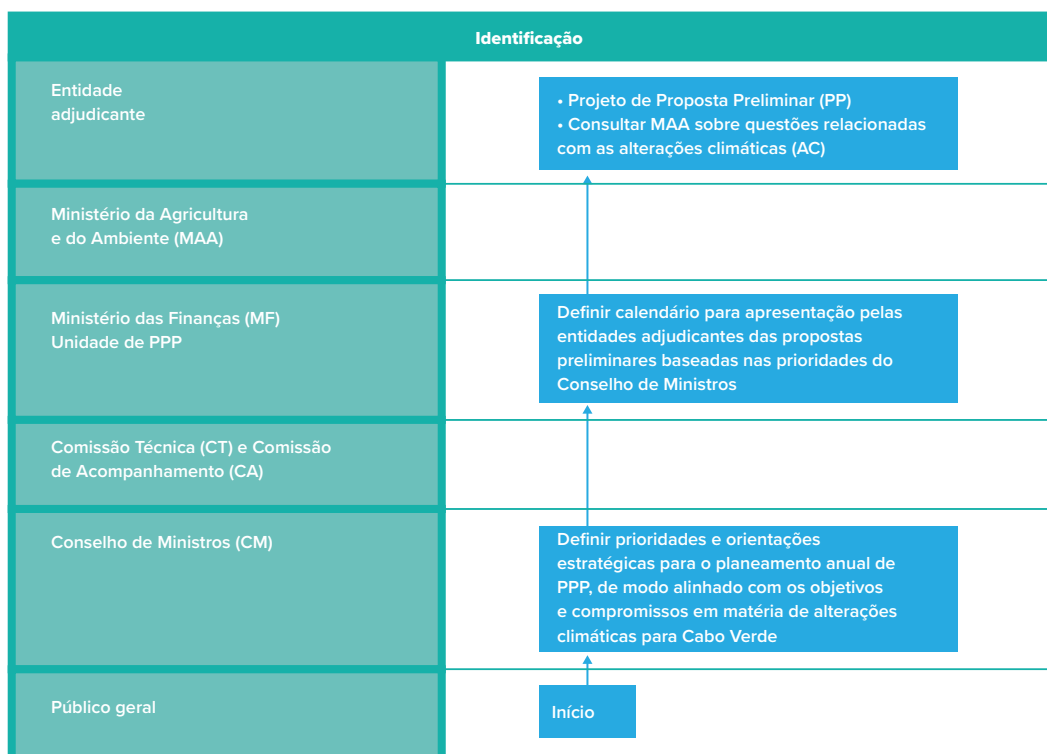 Identificação
Entidade
adjudicante
• Projeto de Proposta Preliminar (PP)
• Consultar MAA sobre questões relacionadas
com as alterações climáticas (AC)
Ministério da Agricultura
e do Ambiente (MAA)
Ministério das Finanças (MF)
Unidade de PPP
Definir calendário para apresentação pelas
entidades adjudicantes das propostas
preliminares baseadas nas prioridades do
Conselho de Ministros
Comissão Técnica (CT) e Comissão
de Acompanhamento (CA)
Conselho de Ministros (CM)
Definir prioridades e orientações
estratégicas para o planeamento anual de
PPP, de modo alinhado com os objetivos
e compromissos em matéria de alterações
climáticas para Cabo Verde
Público geral
Início